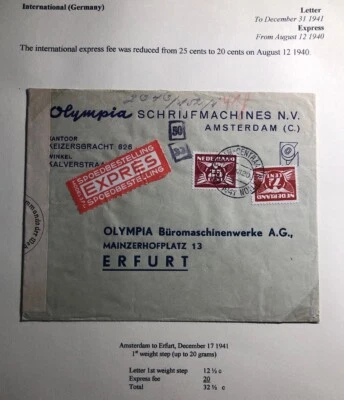 International (Germany)
Letter
To December 31 1941
Express
From August 12 1940
The international express fee was reduced from 25 cents to 20 cents on August 12 1940.
Olympia SCHRIJFMACHINES N.V.
AMSTERDAM (C.)
KANTOOR
KEIZERSGRACHT 826
WINKEL
KALVERSTRAAT
SPOEDBESTELLING
EXPRES
SPOEDBESTELLING
NEDERLAND
NEDERLAND
OLYMPIA Büromaschinenwerke A.G.,
MAINZERHOFPLATZ 13
ERFURT
Amsterdam to Erfurt, December 17 1941
1st weight step (up to 20 grams)
Letter 1st weight step 12 ½ c
Express fee 20
Total 32 ½ c